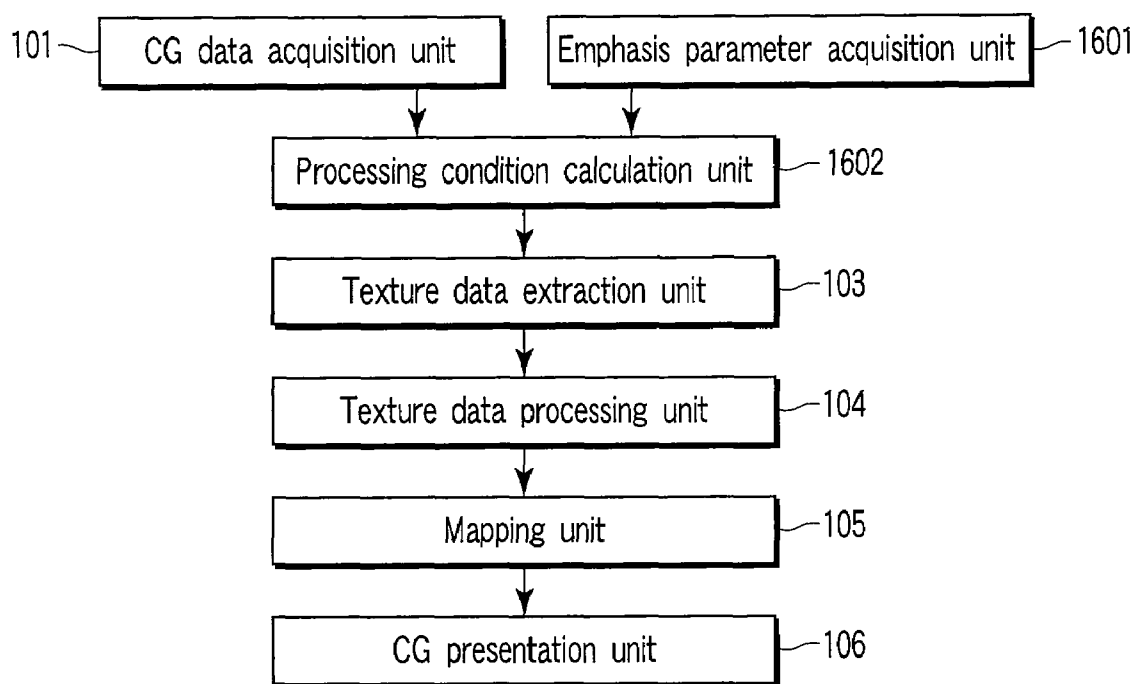 101
CG data acquisition unit
Emphasis parameter acquisition unit
1601
Processing condition calculation unit
1602
Texture data extraction unit
103
Texture data processing unit
104
Mapping unit
105
CG presentation unit
106